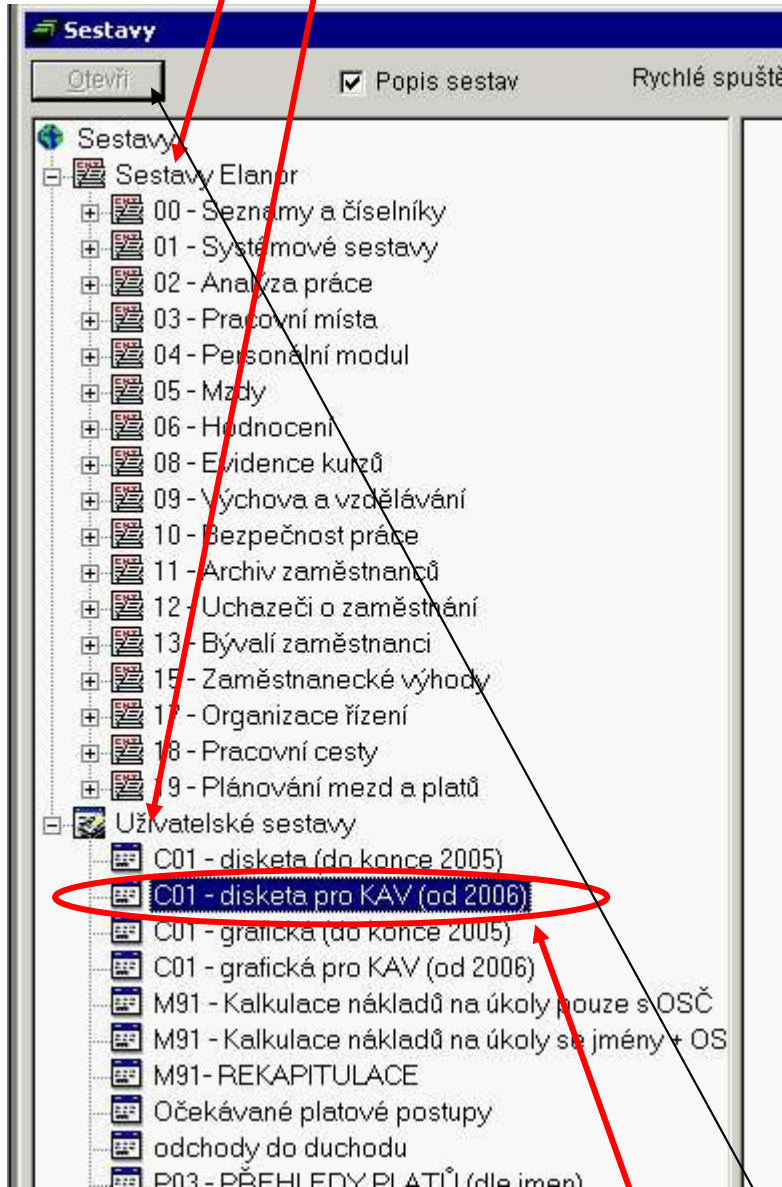 Sestavy
Otevři Popis sestav Rychlé spuště
Sestavy
Sestavy Elanor
00 - Seznamy a číselníky
01 - Systémové sestavy
02 - Analýza práce
03 - Pracovní místa
04 - Personální modul
05 - Mzdy
06 - Hodnocení
08 - Evidence kurzů
09 - Výchova a vzdělávání
10 - Bezpečnost práce
11 - Archiv zaměstnanců
12 - Uchazeči o zaměstnání
13 - Bývalí zaměstnanci
15 - Zaměstnanecké výhody
17 - Organizace řízení
18 - Pracovní cesty
19 - Plánování mezd a platů
Uživatelské sestavy
C01 - disketa (do konce 2005)
C01 - disketa pro KAV (od 2006)
C01 - grafická (do konce 2005)
C01 - grafická pro KAV (od 2006)
M91 - Kalkulace nákladů na úkoly pouze s OSČ
M91 - Kalkulace nákladů na úkoly se jmény + OS
M91- REKAPITULACE
Očekávané platové postupy
odchody do duchodu
P03 - PŘEHLEDY PLATŮ (dle jmen)